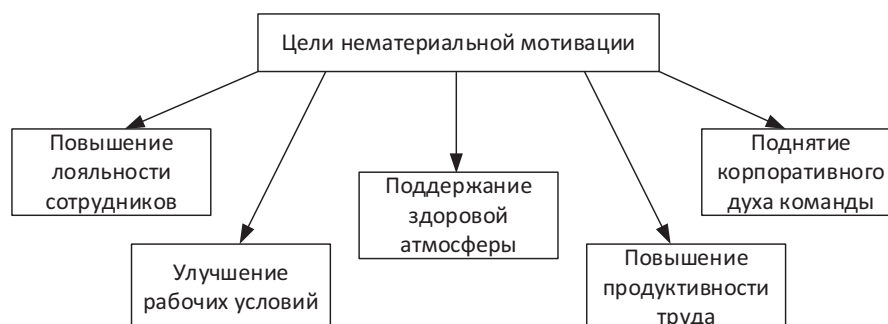 Цели нематериальной мотивации
Повышение
лояльности
сотрудников
Улучшение
рабочих условий
Поддержание
здоровой
атмосферы
Повышение
продуктивности
труда
Поднятие
корпоративного
духа команды